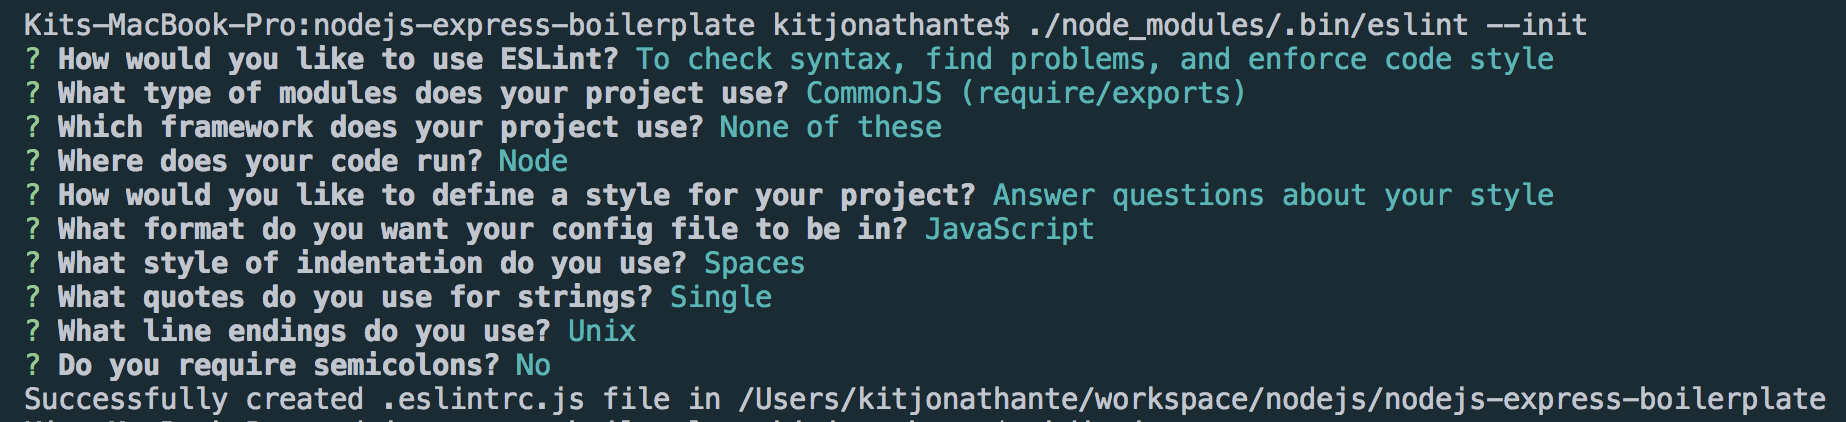 Kits-MacBook-Pro:nodejs-express-boilerplate kitjonathante$ ./node_modules/.bin/eslint --init
? How would you like to use ESLint? To check syntax, find problems, and enforce code style
? What type of modules does your project use? CommonJS (require/exports)
? Which framework does your project use? None of these
? Where does your code run? Node
? How would you like to define a style for your project? Answer questions about your style
? What format do you want your config file to be in? JavaScript
? What style of indentation do you use? Spaces
? What quotes do you use for strings? Single
? What line endings do you use? Unix
? Do you require semicolons? No
Successfully created .eslintrc.js file in /Users/kitjonathante/workspace/nodejs/nodejs-express-boilerplate